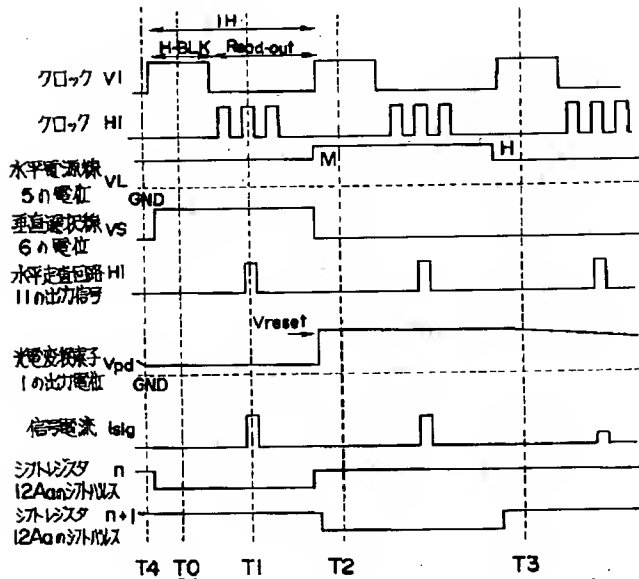 1H
H-BLK Read-out
クロック V1
クロック H1
水平電源線 VL
5の電位
M
H
GND
垂直選択線 VS
6の電位
水平走査回路 H1
11の出力信号
Vreset
光電変換素子 Vpd
1の出力電位
GND
信号電流 Isig
シフトレジスタ n
12Aaのシフトパルス
シフトレジスタ n+1
12Aaのシフトパルス
T4 T0 T1 T2 T3